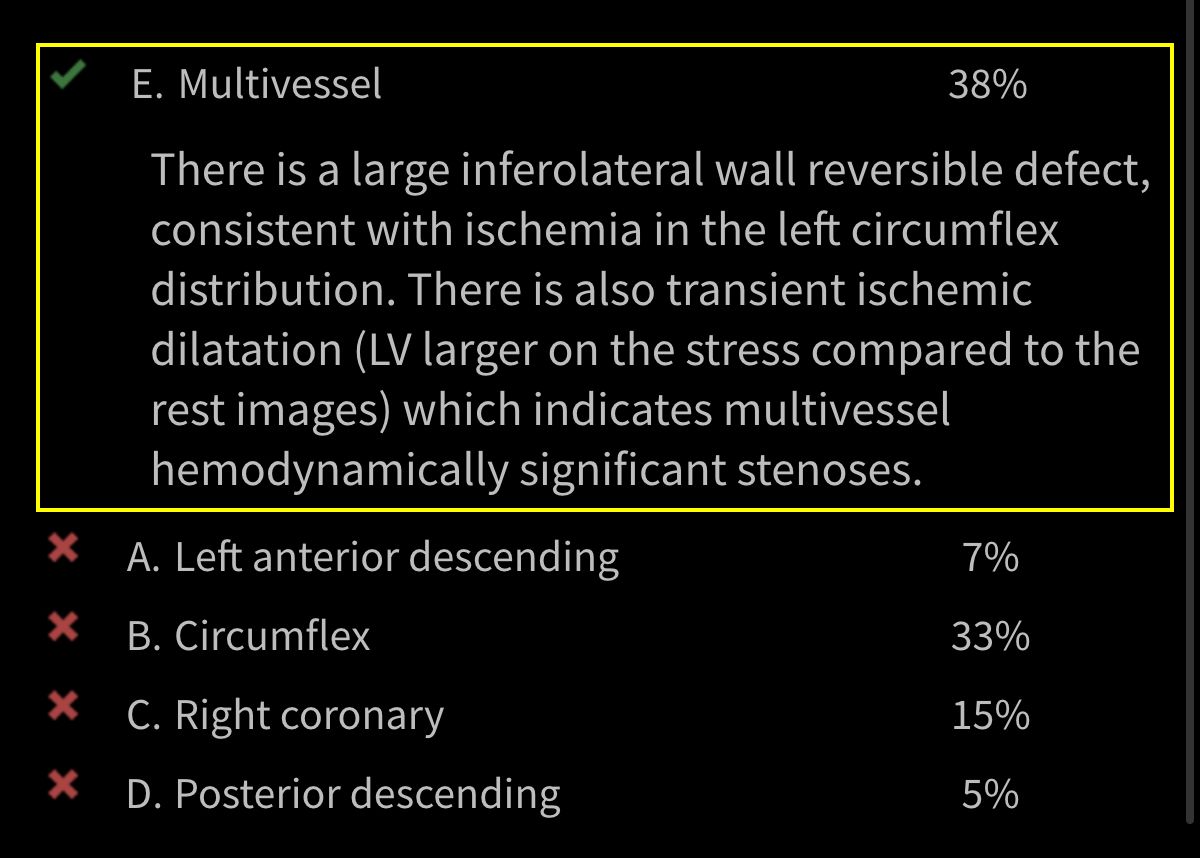 E. Multivessel 38%
There is a large inferolateral wall reversible defect,
consistent with ischemia in the left circumflex
distribution. There is also transient ischemic
dilatation (LV larger on the stress compared to the
rest images) which indicates multivessel
hemodynamically significant stenoses.
A. Left anterior descending 7%
B. Circumflex 33%
C. Right coronary 15%
D. Posterior descending 5%